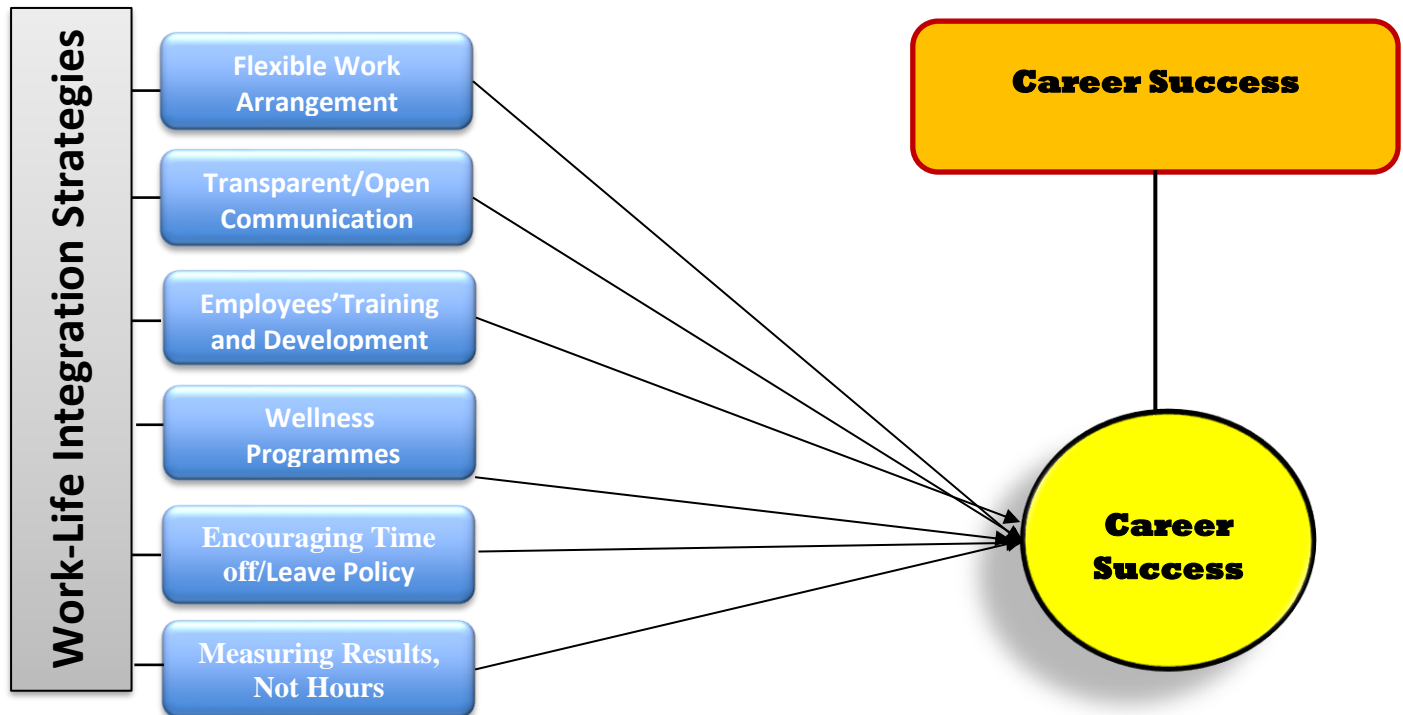 Work-Life Integration Strategies
Flexible Work
Arrangement
Transparent/Open
Communication
Employees’Training
and Development
Wellness
Programmes
Encouraging Time
off/Leave Policy
Measuring Results,
Not Hours
Career Success
Career
Success